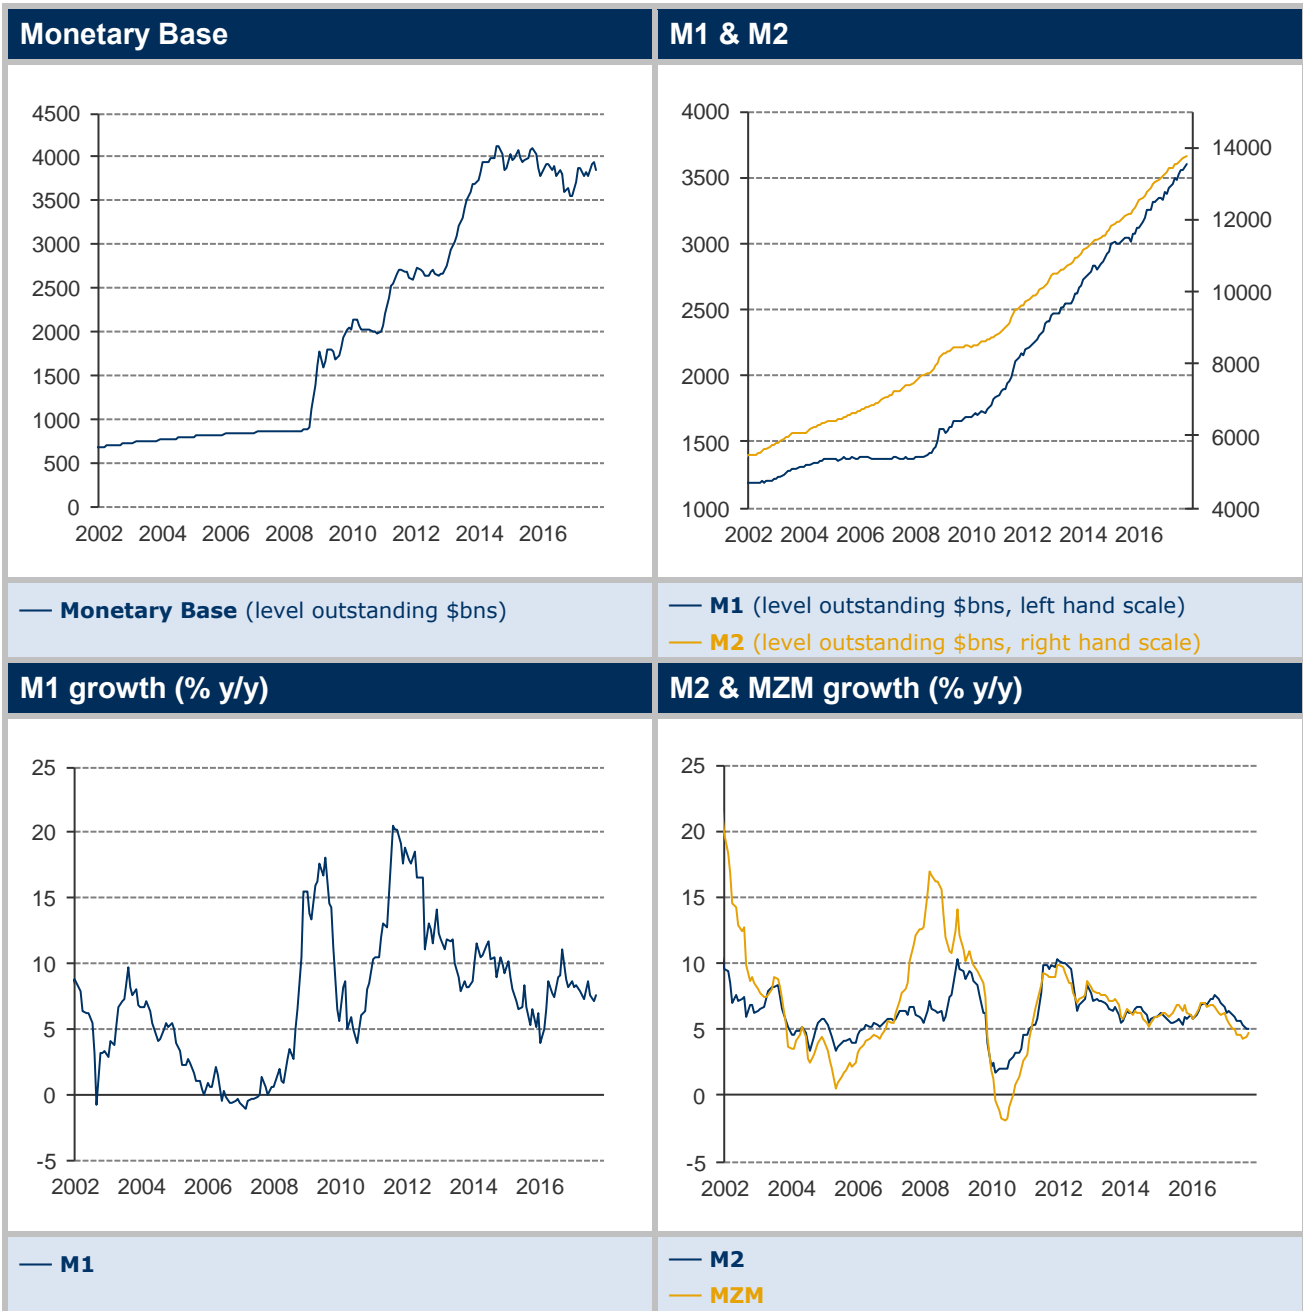 Monetary Base
4500
4000
3500
3000
2500
2000
1500
1000
500
0
2002 2004 2006 2008 2010 2012 2014 2016
— Monetary Base (level outstanding $bns)
M1 & M2
4000
3500
3000
2500
2000
1500
1000
14000
12000
10000
8000
6000
4000
2002 2004 2006 2008 2010 2012 2014 2016
— M1 (level outstanding $bns, left hand scale)
— M2 (level outstanding $bns, right hand scale)
M1 growth (% y/y)
25
20
15
10
5
0
-5
2002 2004 2006 2008 2010 2012 2014 2016
— M1
M2 & MZM growth (% y/y)
25
20
15
10
5
0
-5
2002 2004 2006 2008 2010 2012 2014 2016
— M2
— MZM